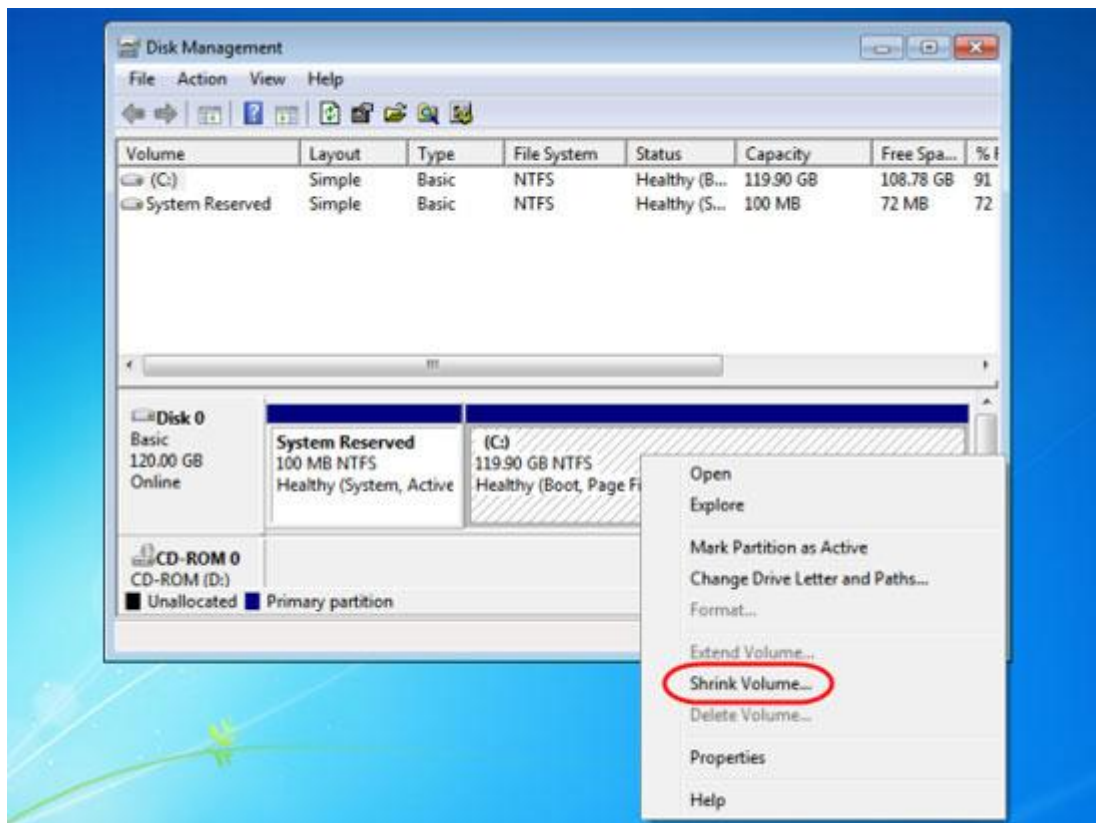 Disk Management
File Action View Help
Volume Layout Type File System Status Capacity Free Spa... % F
(C:) Simple Basic NTFS Healthy (B... 119.90 GB 108.78 GB 91
System Reserved Simple Basic NTFS Healthy (S... 100 MB 72 MB 72
Disk 0
Basic
120.00 GB
Online
System Reserved
100 MB NTFS
Healthy (System, Active
(C:)
119.90 GB NTFS
Healthy (Boot, Page Fi
CD-ROM 0
CD-ROM (D:)
Unallocated Primary partition
Open
Explore
Mark Partition as Active
Change Drive Letter and Paths...
Format...
Extend Volume...
Shrink Volume...
Delete Volume...
Properties
Help